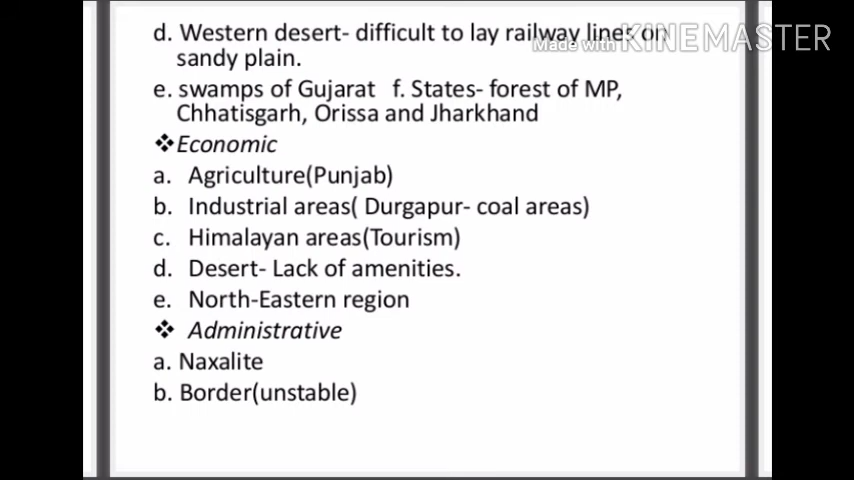 d. Western desert- difficult to lay railway lines on
Made with KINEMASTER
sandy plain.
e. swamps of Gujarat f. States- forest of MP,
Chhatisgarh, Orissa and Jharkhand
❖Economic
a. Agriculture(Punjab)
b. Industrial areas( Durgapur- coal areas)
c. Himalayan areas(Tourism)
d. Desert- Lack of amenities.
e. North-Eastern region
❖ Administrative
a. Naxalite
b. Border(unstable)